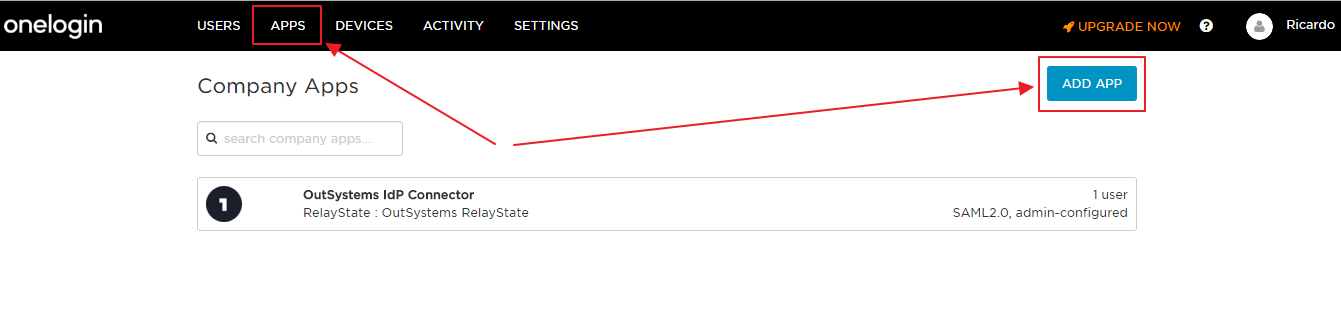 onelogin USERS APPS DEVICES ACTIVITY SETTINGS UPGRADE NOW ? Ricardo
Company Apps ADD APP
search company apps...
1 OutSystems IdP Connector 1 user
RelayState : OutSystems RelayState SAML2.0, admin-configured